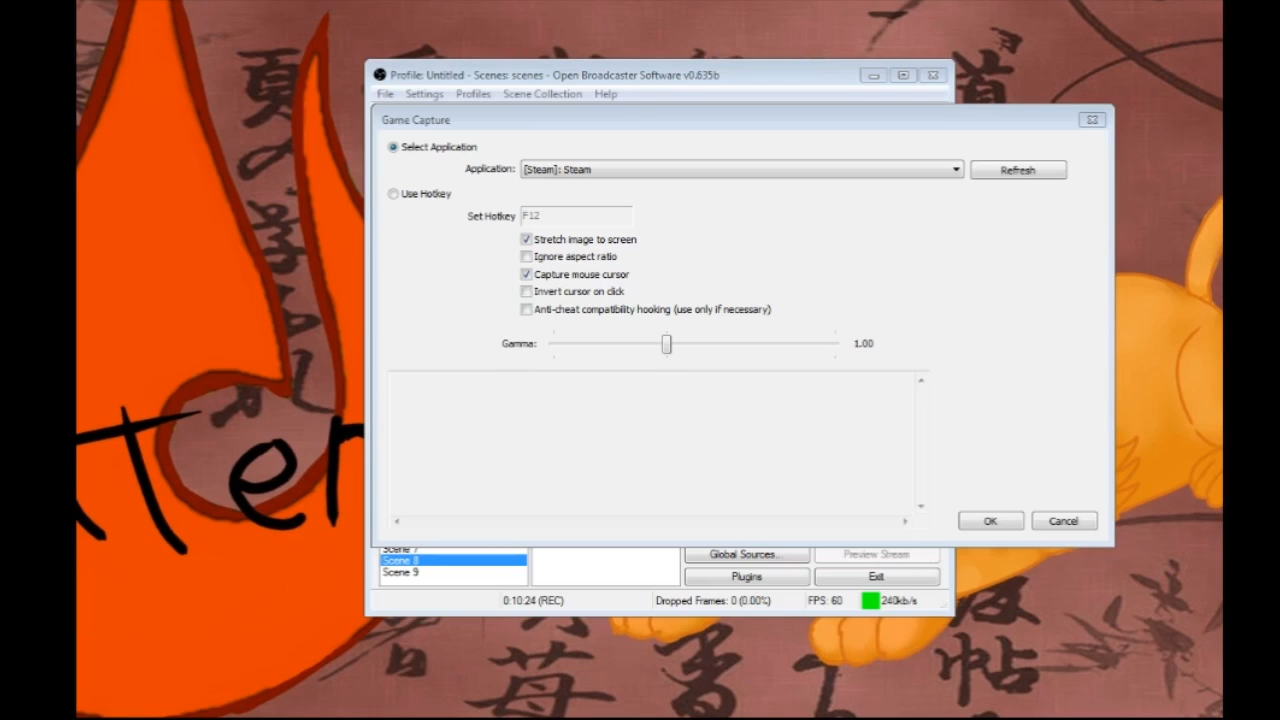 Profile: Untitled - Scenes: scenes - Open Broadcaster Software v0.635b
File Settings Profiles Scene Collection Help
Game Capture
Select Application
Application: [Steam]: Steam Refresh
Use Hotkey
Set Hotkey F12
Stretch image to screen
Ignore aspect ratio
Capture mouse cursor
Invert cursor on click
Anti-cheat compatibility hooking (use only if necessary)
Gamma: 1.00
ter
OK Cancel
Scene 7
Global Sources... Preview Stream
Scene 8
Scene 9
Plugins Exit
0:10:24 (REC) Dropped Frames: 0 (0.00%) FPS: 60 240kb/s
母
帖